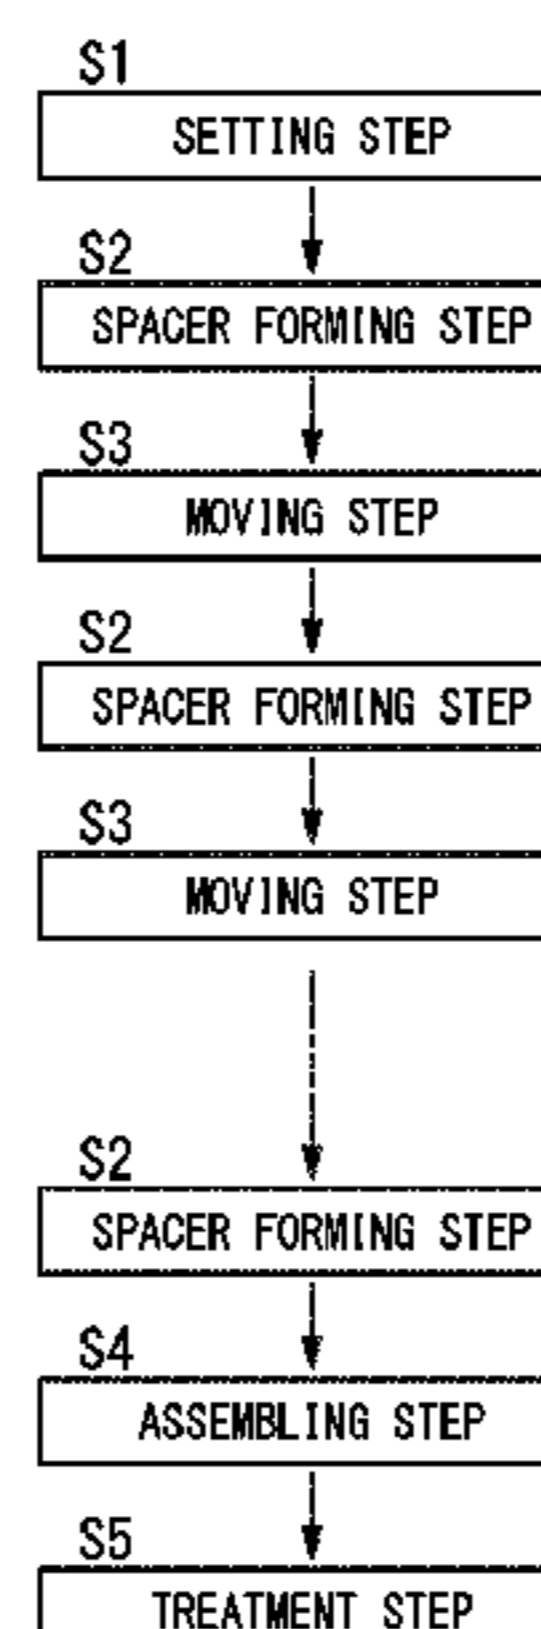 S1
SETTING STEP
S2
SPACER FORMING STEP
S3
MOVING STEP
S2
SPACER FORMING STEP
S3
MOVING STEP
S2
SPACER FORMING STEP
S4
ASSEMBLING STEP
S5
TREATMENT STEP